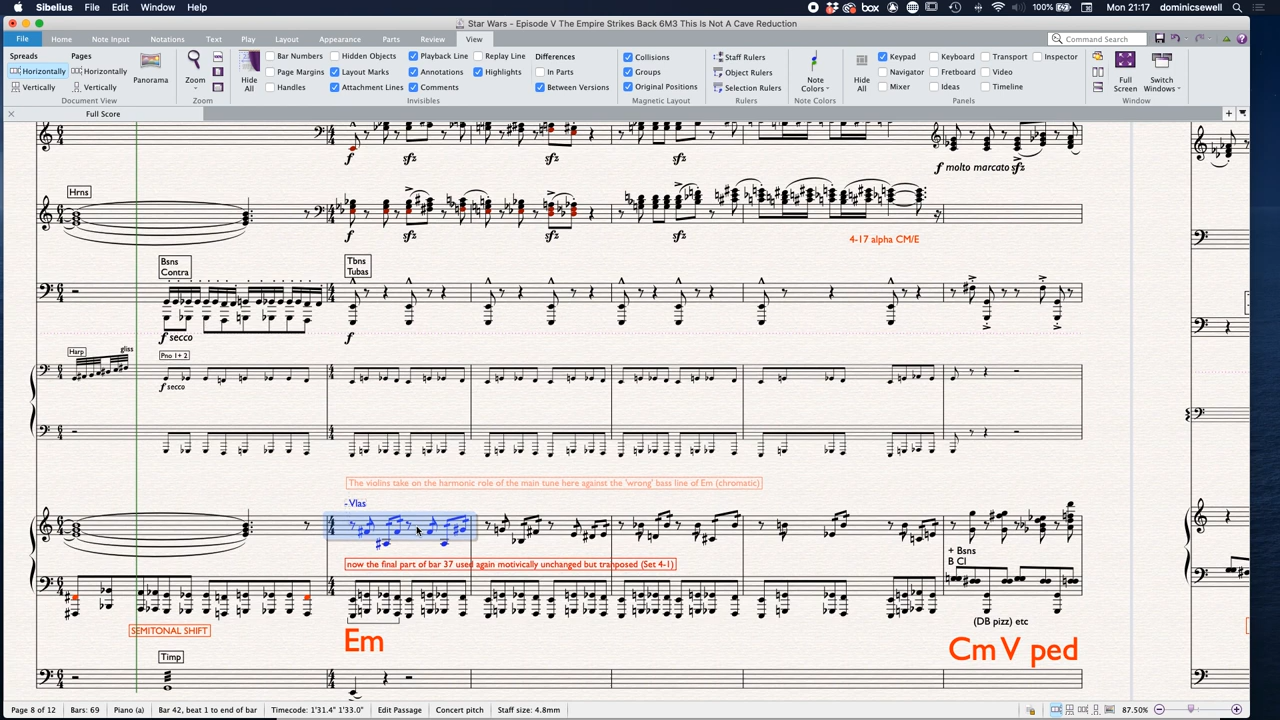 Sibelius File Edit View Window Help
100% Mon 21:17 dominicsewell
Star Wars - Episode V The Empire Strikes Back 6M3 This Is Not A Cave Reduction
File Home Note Input Notations Text Play Layout Appearance Parts Review View Command Search
Spreads Pages
Horizontally Horizontally
Vertically Vertically
Panorama
Document View
Zoom
Zoom
Hide All
Bar Numbers Hidden Objects Playback Line Replay Line
Page Margins Layout Marks Annotations Highlights
Handles Attachment Lines Comments
Invisibles
Differences
In Parts
Between Versions
Collisions
Groups
Original Positions
Magnetic Layout
Staff Rulers
Object Rulers
Selection Rulers
Rulers
Note Colors
Note Colors
Hide All
Keypad Keyboard Transport Inspector
Navigator Fretboard Video
Mixer Ideas Timeline
Panels
Full Screen
Switch Windows
Window
Full Score
f sfz sfz sfz f molto marcato sfz
Hrns
f sfz sfz sfz
4-17 alpha CM/E
Bsns
Contra
Tbns
Tubas
f secco f
Harp gliss Pno 1+ 2
f secco
The violins take on the harmonic role of the main tune here against the 'wrong' bass line of Em (chromatic)
- Vlas
+ Bsns
B Cl
now the final part of bar 37 used again motivically unchanged but tranposed (Set 4-1)
(DB pizz) etc
SEMITONAL SHIFT
Em
Cm V ped
Timp
Page 8 of 12 Bars: 69 Piano (a) Bar 42, beat 1 to end of bar Timecode: 1'31.4" 1'33.0" Edit Passage Concert pitch Staff size: 4.8mm 87.50%